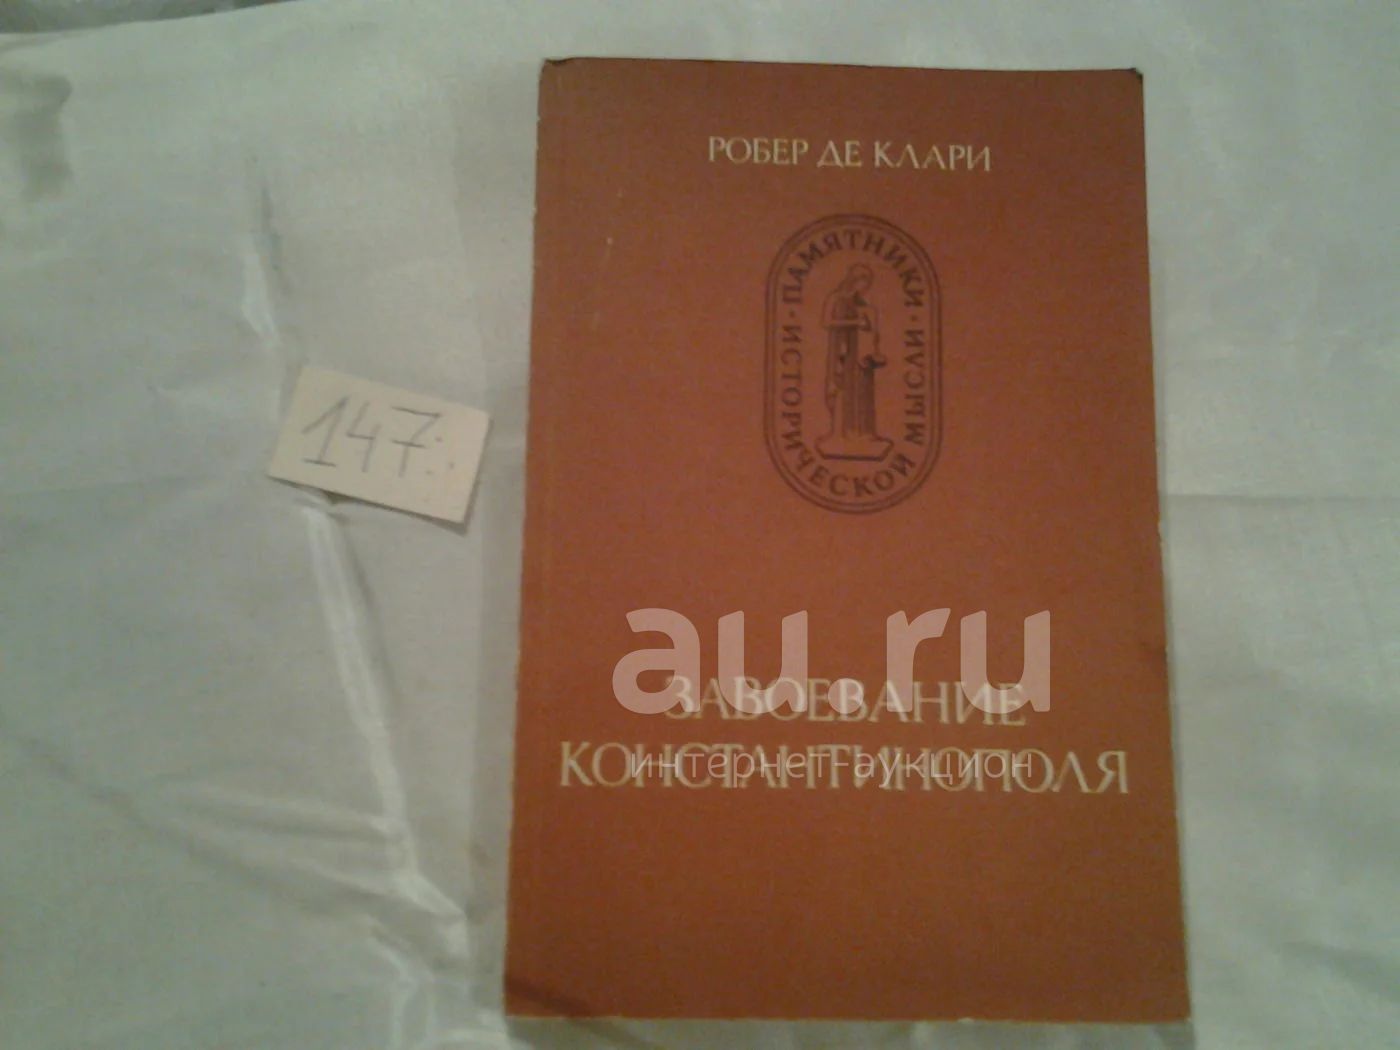 РОБЕР ДЕ КЛАРИ
ПАМЯТНИКИ · ИСТОРИЧЕСКОЙ МЫСЛИ ·
147.:.
au.ru
ЗАВОЕВАНИЕ
КОНСТАНТИНОПОЛЯ
интернет-аукцион